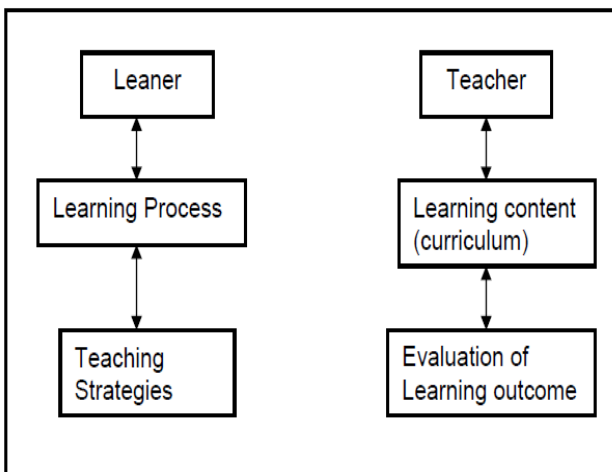 Leaner
Teacher
Learning Process
Learning content
(curriculum)
Teaching
Strategies
Evaluation of
Learning outcome